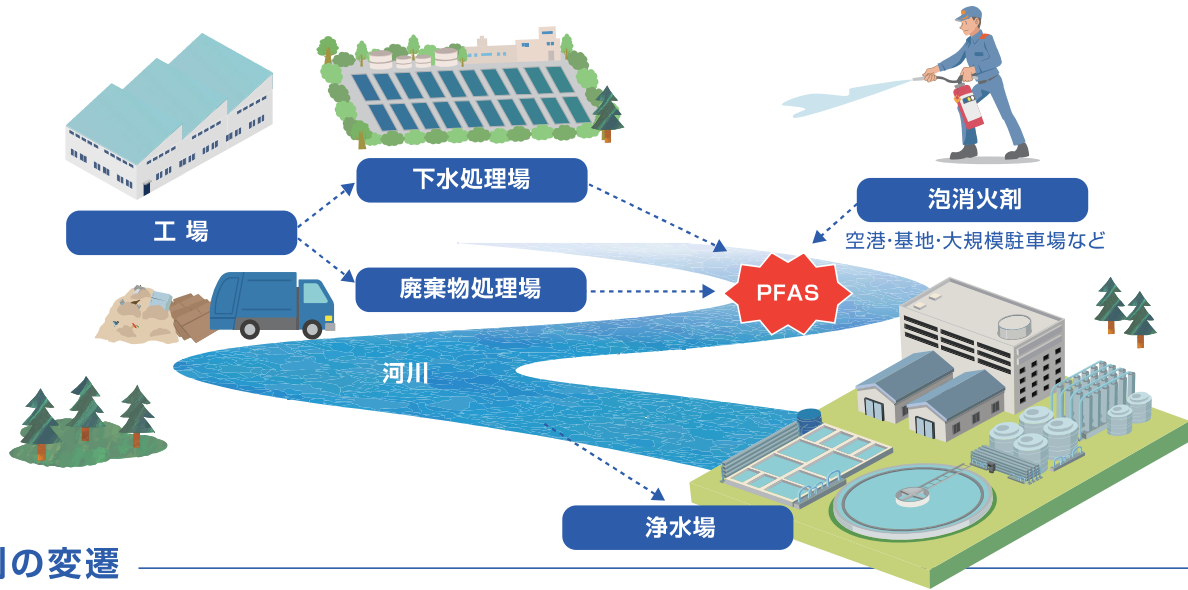 下水処理場
泡消火剤
工 場
空港・基地・大規模駐車場など
廃棄物処理場
PFAS
河川
浄水場
の変遷